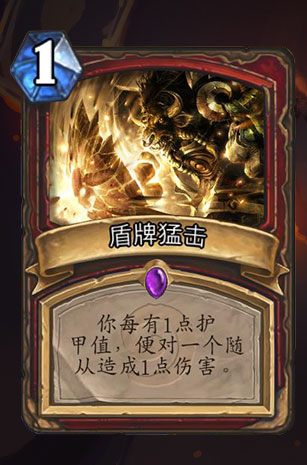 1
盾牌猛击
你每有1点护
甲值，便对一个随
从造成1点伤害。